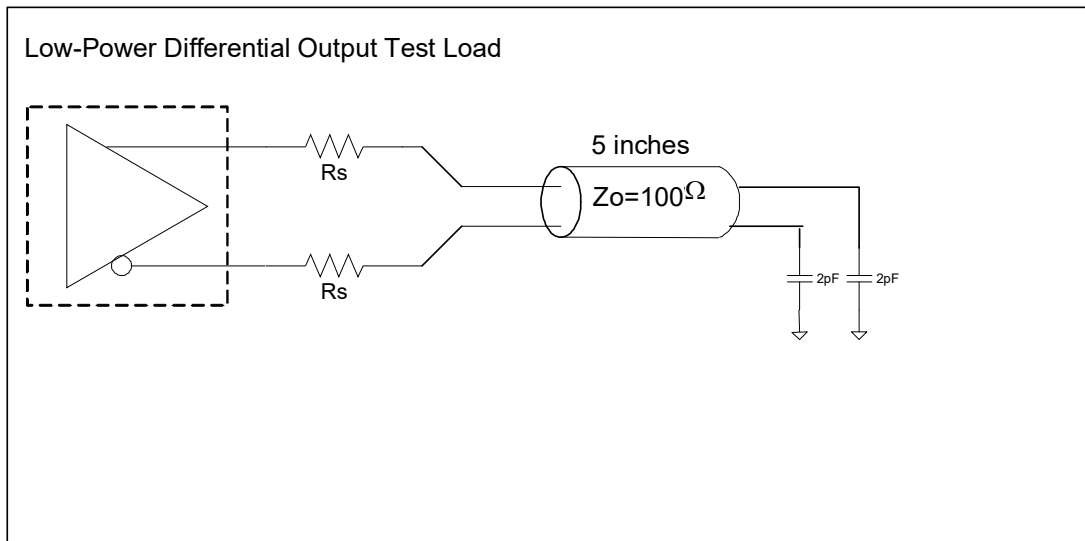 Low-Power Differential Output Test Load
Rs
5 inches
Zo=100Ω
Rs
2pF 2pF